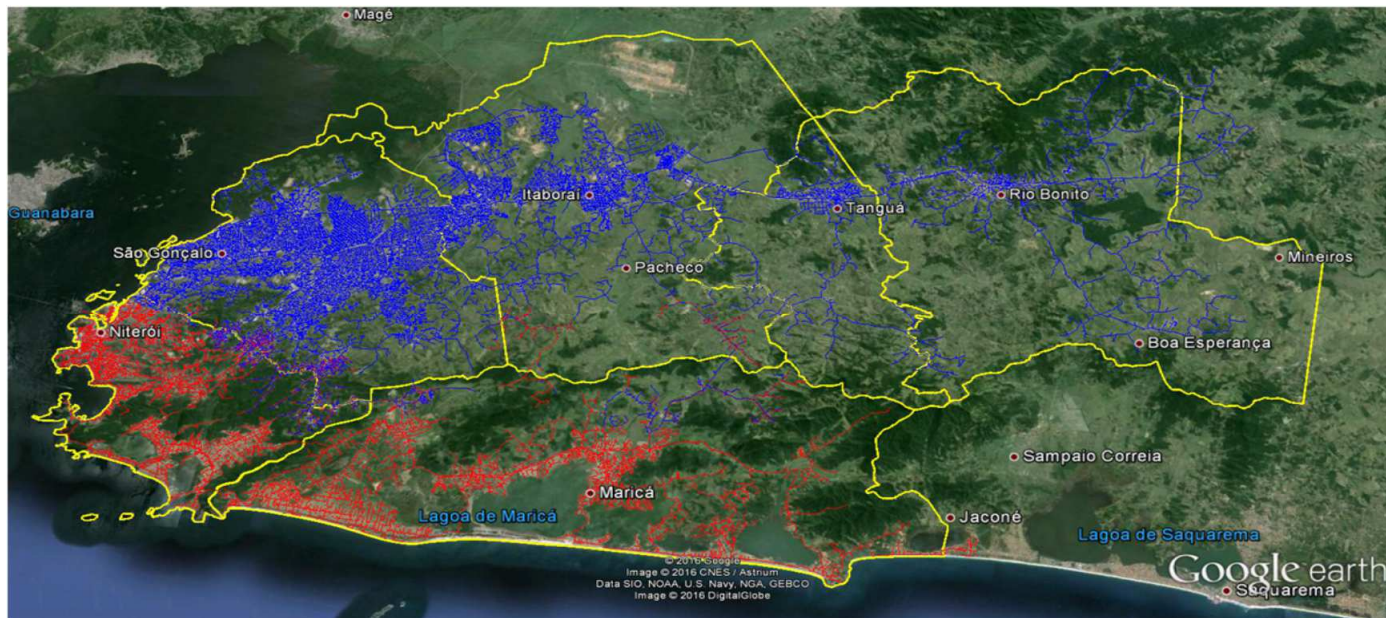 Magé
Itaboraí
Guanabara
Tanguá
Rio Bonito
São Gonçalo
Pacheco
Mineiros
Niterói
Boa Esperança
Sampaio Correia
Maricá
Lagoa de Maricá
Jaconé
Lagoa de Saquarema
© 2016 Google
Image © 2016 CNES / Astrium
Data SIO, NOAA, U.S. Navy, NGA, GEBCO
Image © 2016 DigitalGlobe
Google earth
Saquarema